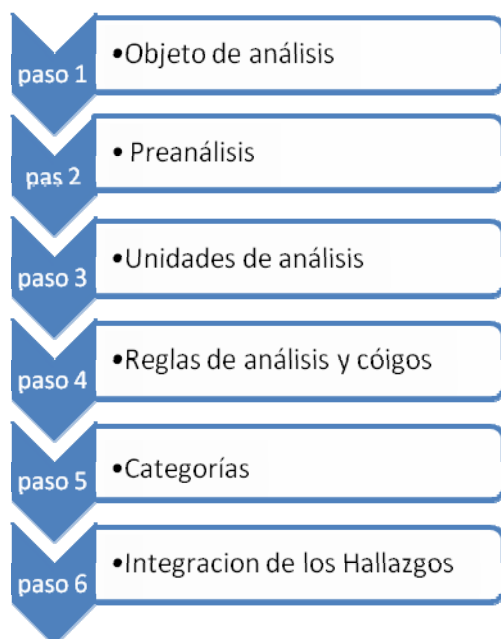 paso 1
•Objeto de análisis
pas 2
• Preanálisis
paso 3
•Unidades de análisis
paso 4
•Reglas de análisis y cóigos
paso 5
•Categorías
paso 6
•Integracion de los Hallazgos